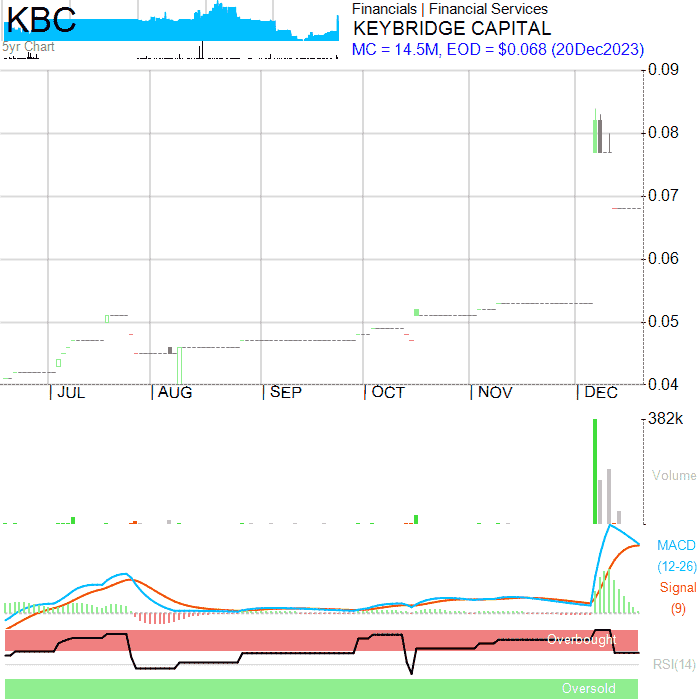 KBC
5yr Chart
Financials | Financial Services
KEYBRIDGE CAPITAL
MC = 14.5M, EOD = $0.068 (20Dec2023)
0.09
0.08
0.07
0.06
0.05
0.04
JUL AUG SEP OCT NOV DEC
382k
Volume
MACD
(12-26)
Signal
(9)
Overbought
RSI(14)
Oversold